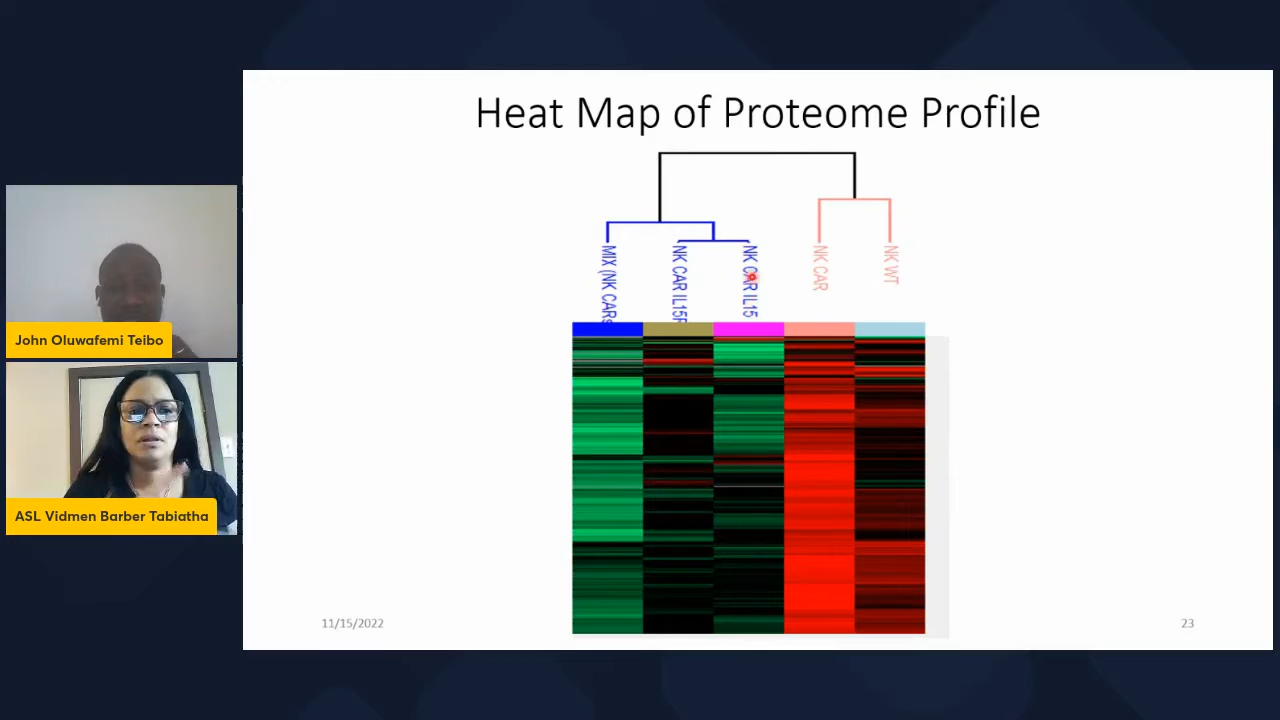 Heat Map of Proteome Profile
MIX (NK CARs
NK CAR IL15R
NK CAR IL15
NK CAR
NK WT
John Oluwafemi Teibo
ASL Vidmen Barber Tabiatha
11/15/2022
23